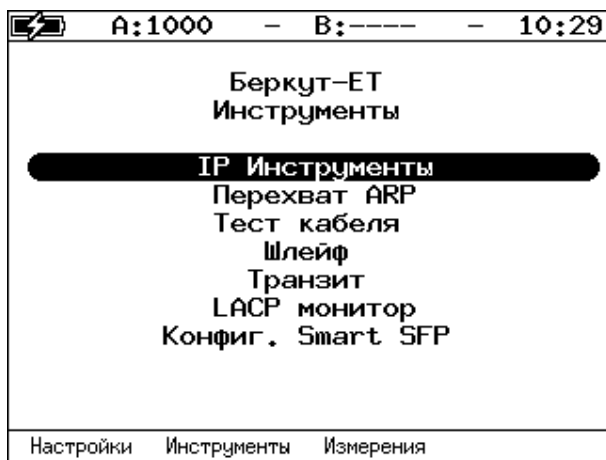 A:1000 – B:---- – 10:29
Беркут-ET
Инструменты
IP Инструменты
Перехват ARP
Тест кабеля
Шлейф
Транзит
LACP монитор
Конфиг. Smart SFP
Настройки Инструменты Измерения